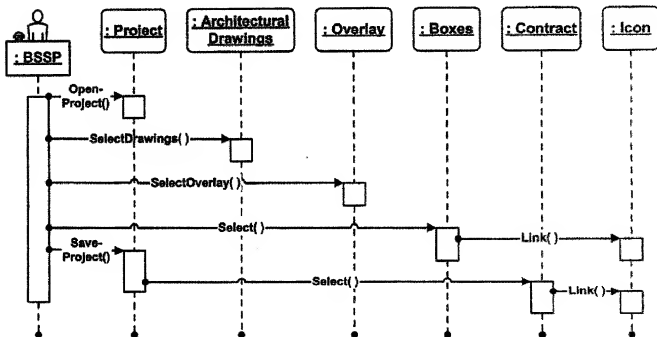 : Project
: Architectural
Drawings
: Overlay
: Boxes
: Contract
: Icon
: BSSP
Open-
Project()
SelectDrawings( )
SelectOverlay( )
Select( )
Link( )
Save-
Project()
Select( )
Link( )